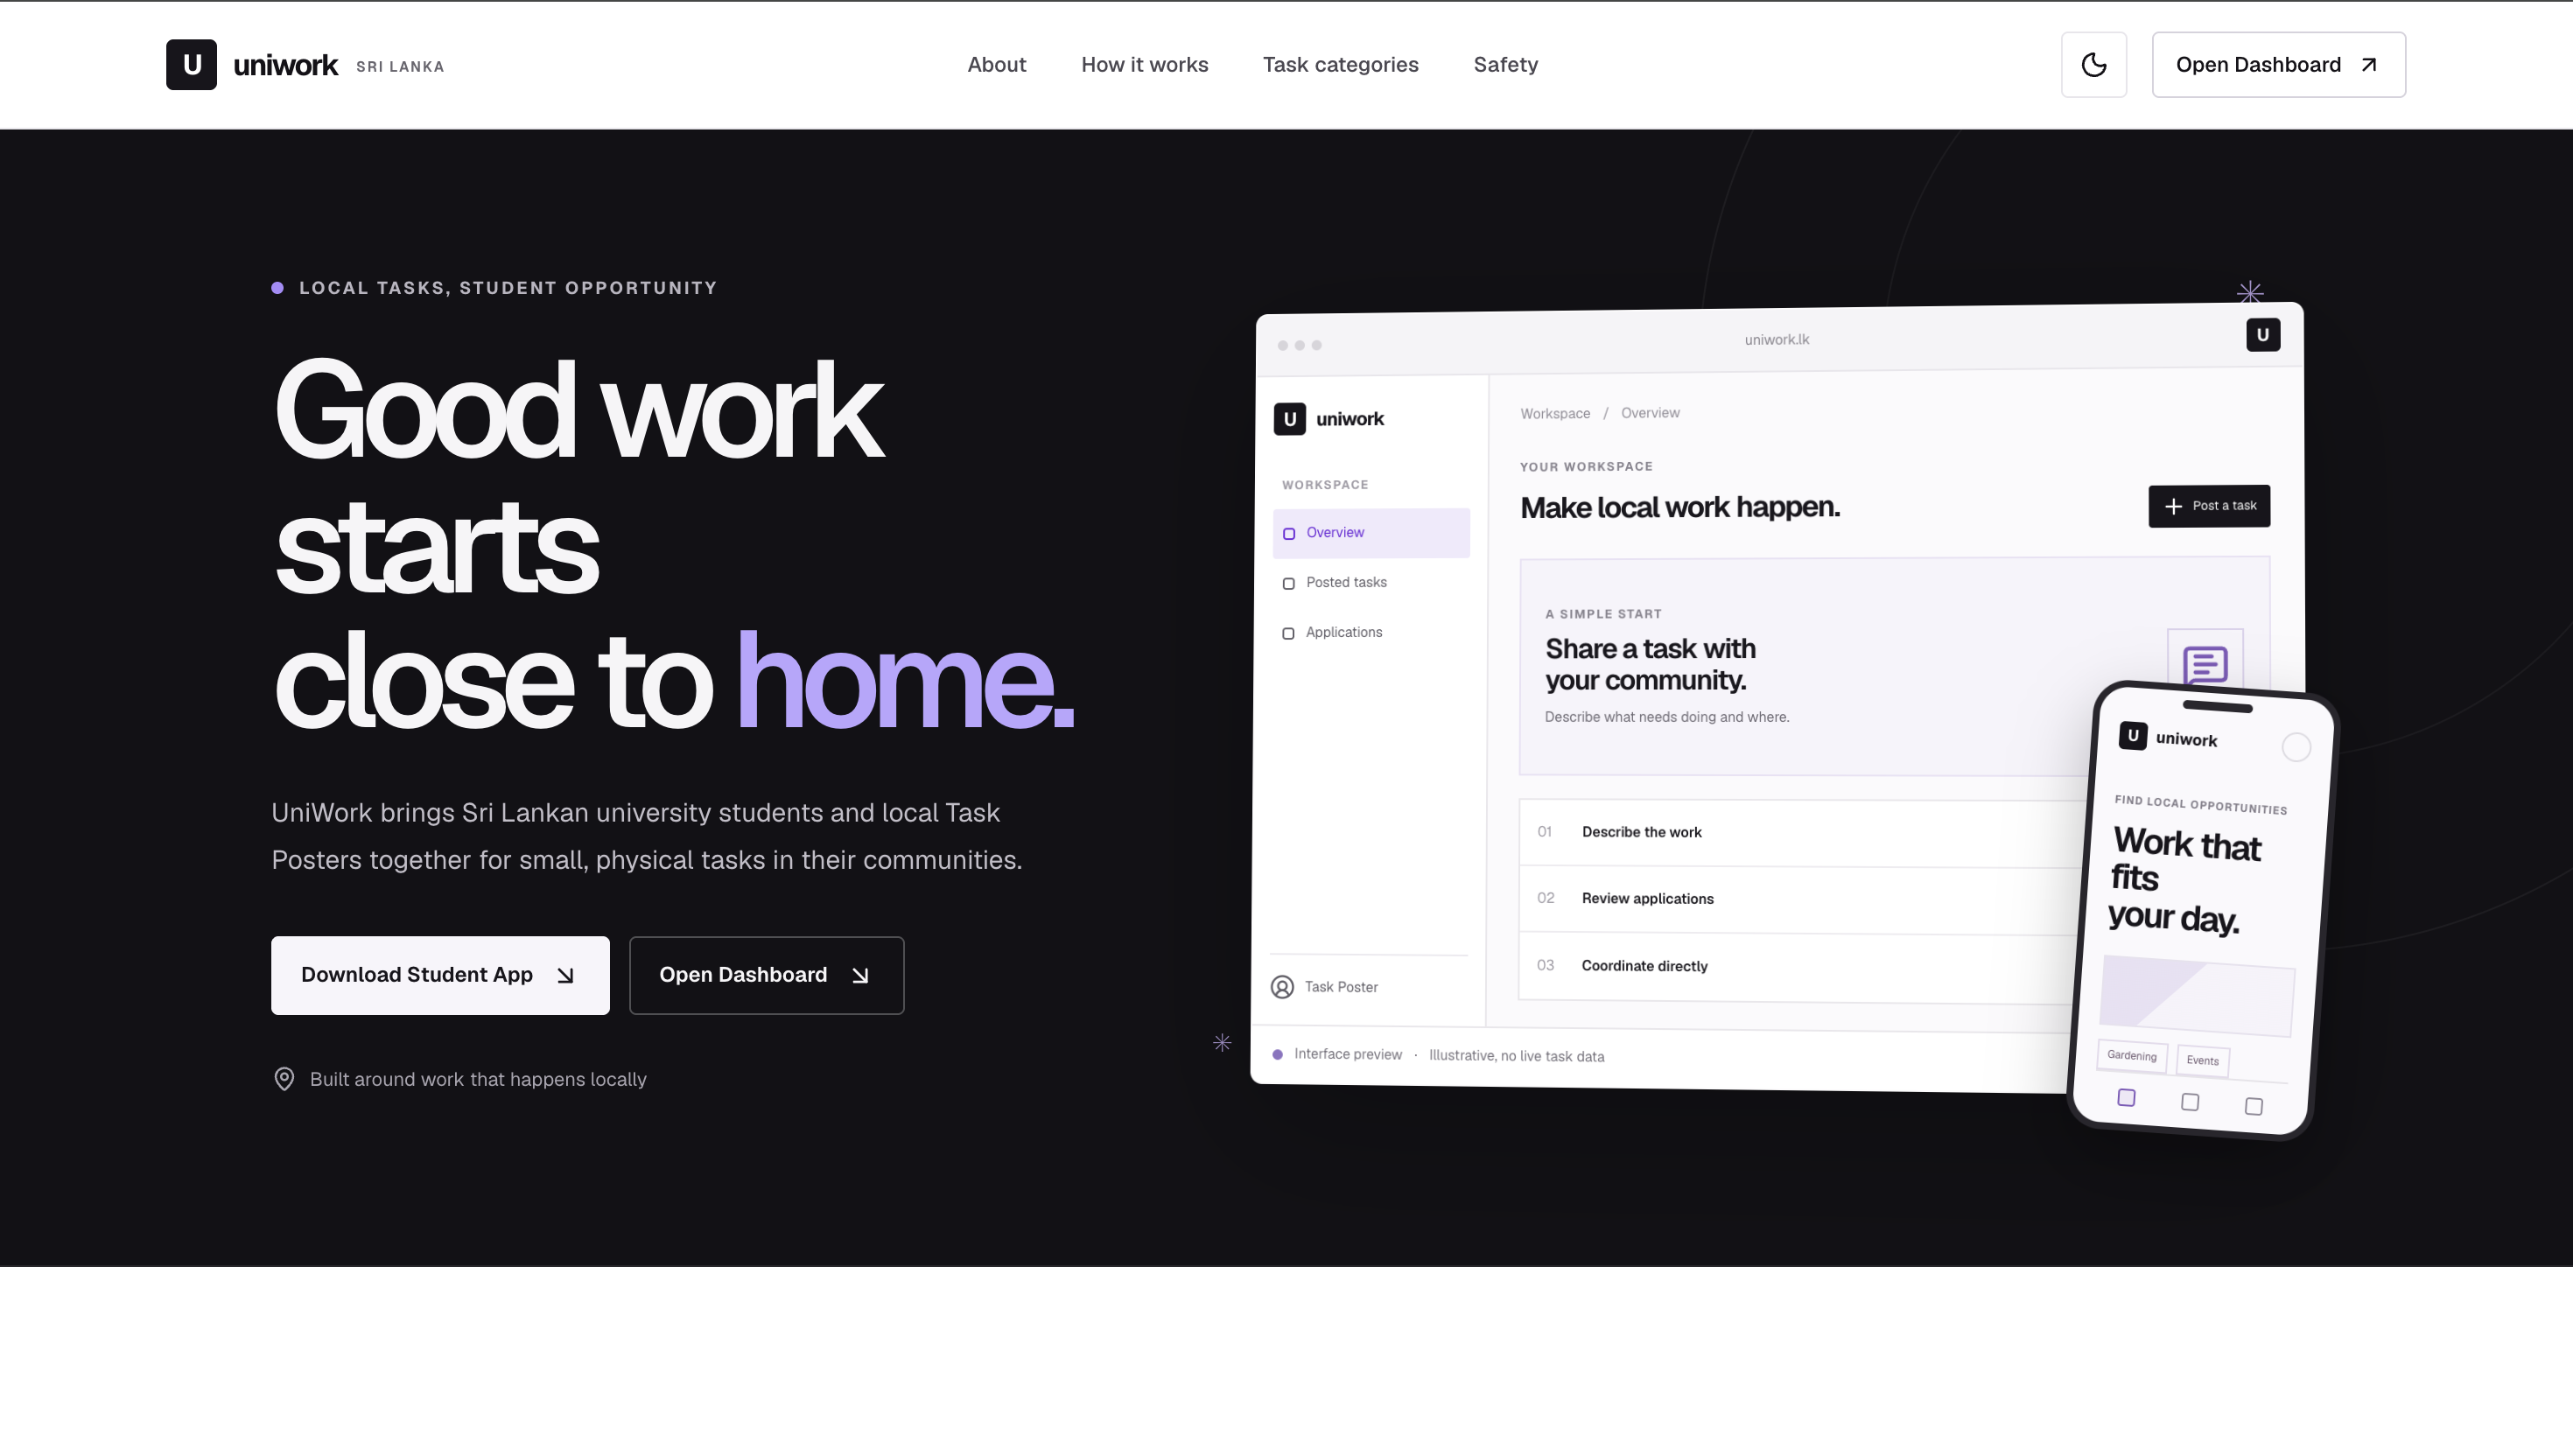 U uniwork SRI LANKA
About How it works Task categories Safety
Open Dashboard
LOCAL TASKS, STUDENT OPPORTUNITY
Good work
starts
close to home.
UniWork brings Sri Lankan university students and local Task
Posters together for small, physical tasks in their communities.
Download Student App
Open Dashboard
Built around work that happens locally
uniwork.lk
U
U uniwork
WORKSPACE
Overview
Posted tasks
Applications
Task Poster
Workspace / Overview
YOUR WORKSPACE
Make local work happen.
Post a task
A SIMPLE START
Share a task with
your community.
Describe what needs doing and where.
01 Describe the work
02 Review applications
03 Coordinate directly
Interface preview · Illustrative, no live task data
U uniwork
FIND LOCAL OPPORTUNITIES
Work that
fits
your day.
Gardening Events